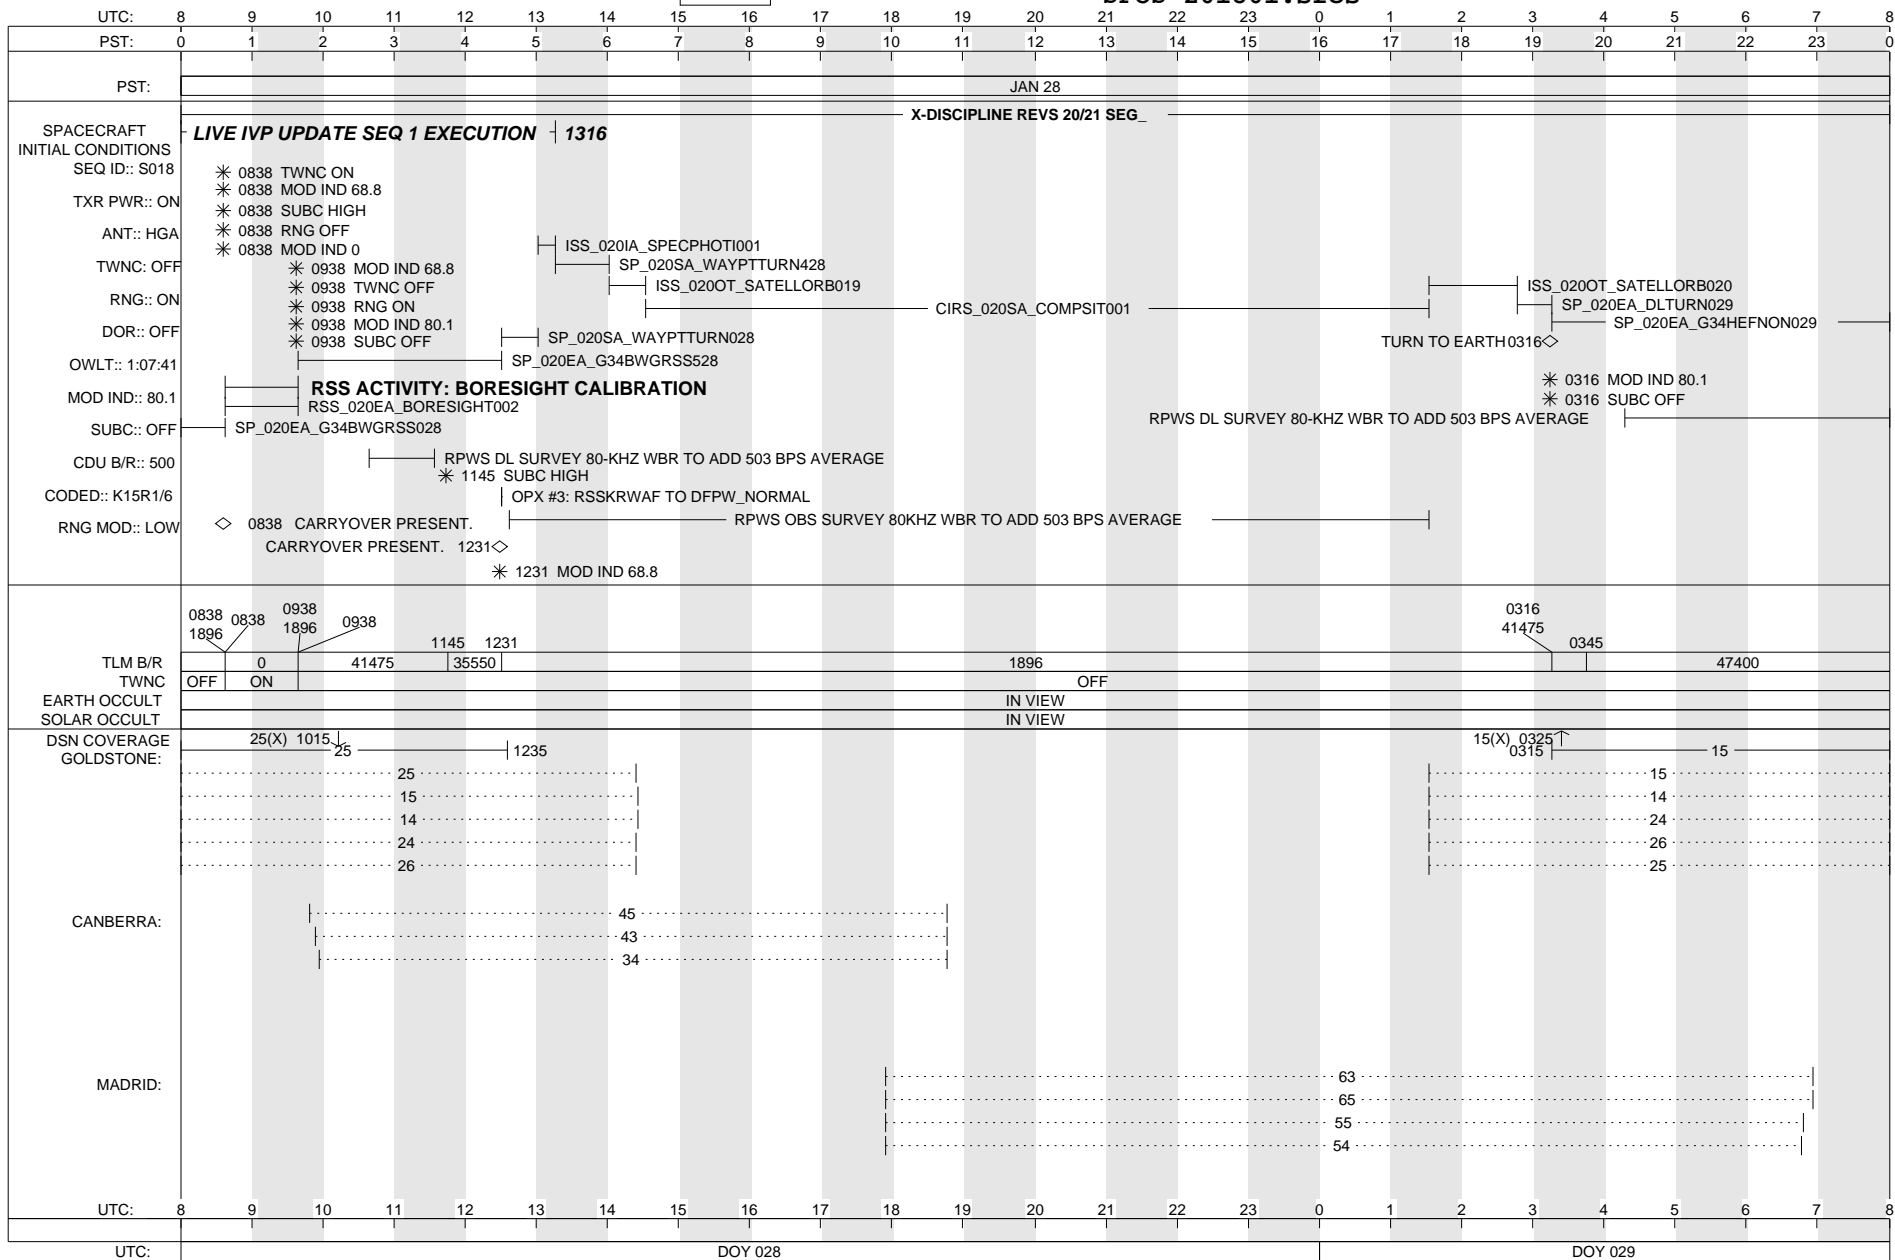 UTC: 8 9 10 11 12 13 14 15 16 17 18 19 20 21 22 23 0 1 2 3 4 5 6 7 8
PST: 0 1 2 3 4 5 6 7 8 9 10 11 12 13 14 15 16 17 18 19 20 21 22 23 0
PST: JAN 28
X-DISCIPLINE REVS 20/21 SEG_
SPACECRAFT
INITIAL CONDITIONS
LIVE IVP UPDATE SEQ 1 EXECUTION 1316
SEQ ID:: S018
TXR PWR:: ON
ANT:: HGA
TWNC: OFF
RNG:: ON
DOR:: OFF
OWLT:: 1:07:41
MOD IND:: 80.1
SUBC:: OFF
CDU B/R:: 500
CODED:: K15R1/6
RNG MOD:: LOW
0838 TWNC ON
0838 MOD IND 68.8
0838 SUBC HIGH
0838 RNG OFF
0838 MOD IND 0
0938 MOD IND 68.8
0938 TWNC OFF
0938 RNG ON
0938 MOD IND 80.1
0938 SUBC OFF
ISS_020IA_SPECPHOTI001
SP_020SA_WAYPTTURN428
ISS_020OT_SATELLORB019
CIRS_020SA_COMPSIT001
ISS_020OT_SATELLORB020
SP_020EA_DLTURN029
SP_020EA_G34HEFNON029
SP_020SA_WAYPTTURN028
TURN TO EARTH 0316
SP_020EA_G34BWGRSS528
RSS ACTIVITY: BORESIGHT CALIBRATION
0316 MOD IND 80.1
RSS_020EA_BORESIGHT002
0316 SUBC OFF
RPWS DL SURVEY 80-KHZ WBR TO ADD 503 BPS AVERAGE
SP_020EA_G34BWGRSS028
RPWS DL SURVEY 80-KHZ WBR TO ADD 503 BPS AVERAGE
1145 SUBC HIGH
OPX #3: RSSKRWAF TO DFPW_NORMAL
0838 CARRYOVER PRESENT.
RPWS OBS SURVEY 80KHZ WBR TO ADD 503 BPS AVERAGE
CARRYOVER PRESENT. 1231
1231 MOD IND 68.8
0838 0838 0938 0938 0316
1896 1896 41475
1145 1231 0345
TLM B/R 0 41475 35550 1896 47400
TWNC OFF ON OFF
EARTH OCCULT IN VIEW
SOLAR OCCULT IN VIEW
DSN COVERAGE 25(X) 1015 15(X) 0325
GOLDSTONE: 25 1235 0315 15
25 15
15 14
14 24
24 26
26 25
CANBERRA: 45
43
34
MADRID: 63
65
55
54
UTC: 8 9 10 11 12 13 14 15 16 17 18 19 20 21 22 23 0 1 2 3 4 5 6 7 8
UTC: DOY 028 DOY 029